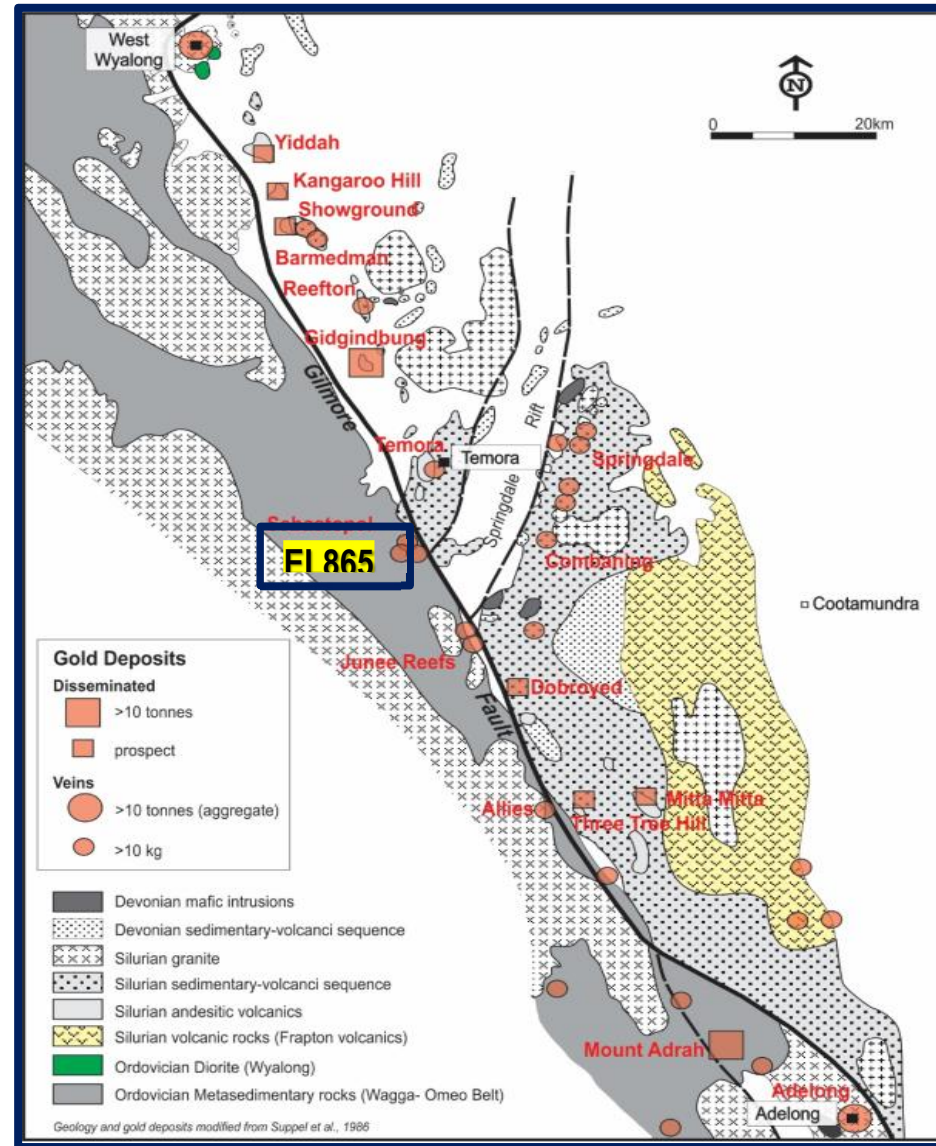 West
Wyalong
N
0 20km
Yiddah
Kangaroo Hill
Showground
Barmedman
Reefton
Gidgindbung
Gilmore
Rift
Temora
Temora
Springdale
Springdale
EL865
Combaning
Cootamundra
Junee Reefs
Dobroyed
Fault
Allies
Mitta Mitta
Three Tree Hill
Mount Adrah
Adelong
Adelong
Gold Deposits
Disseminated
>10 tonnes
prospect
Veins
>10 tonnes (aggregate)
>10 kg
Devonian mafic intrusions
Devonian sedimentary-volcanci sequence
Silurian granite
Silurian sedimentary-volcanci sequence
Silurian andesitic volcanics
Silurian volcanic rocks (Frapton volcanics)
Ordovician Diorite (Wyalong)
Ordovician Metasedimentary rocks (Wagga- Omeo Belt)
Geology and gold deposits modified from Suppel et al., 1986